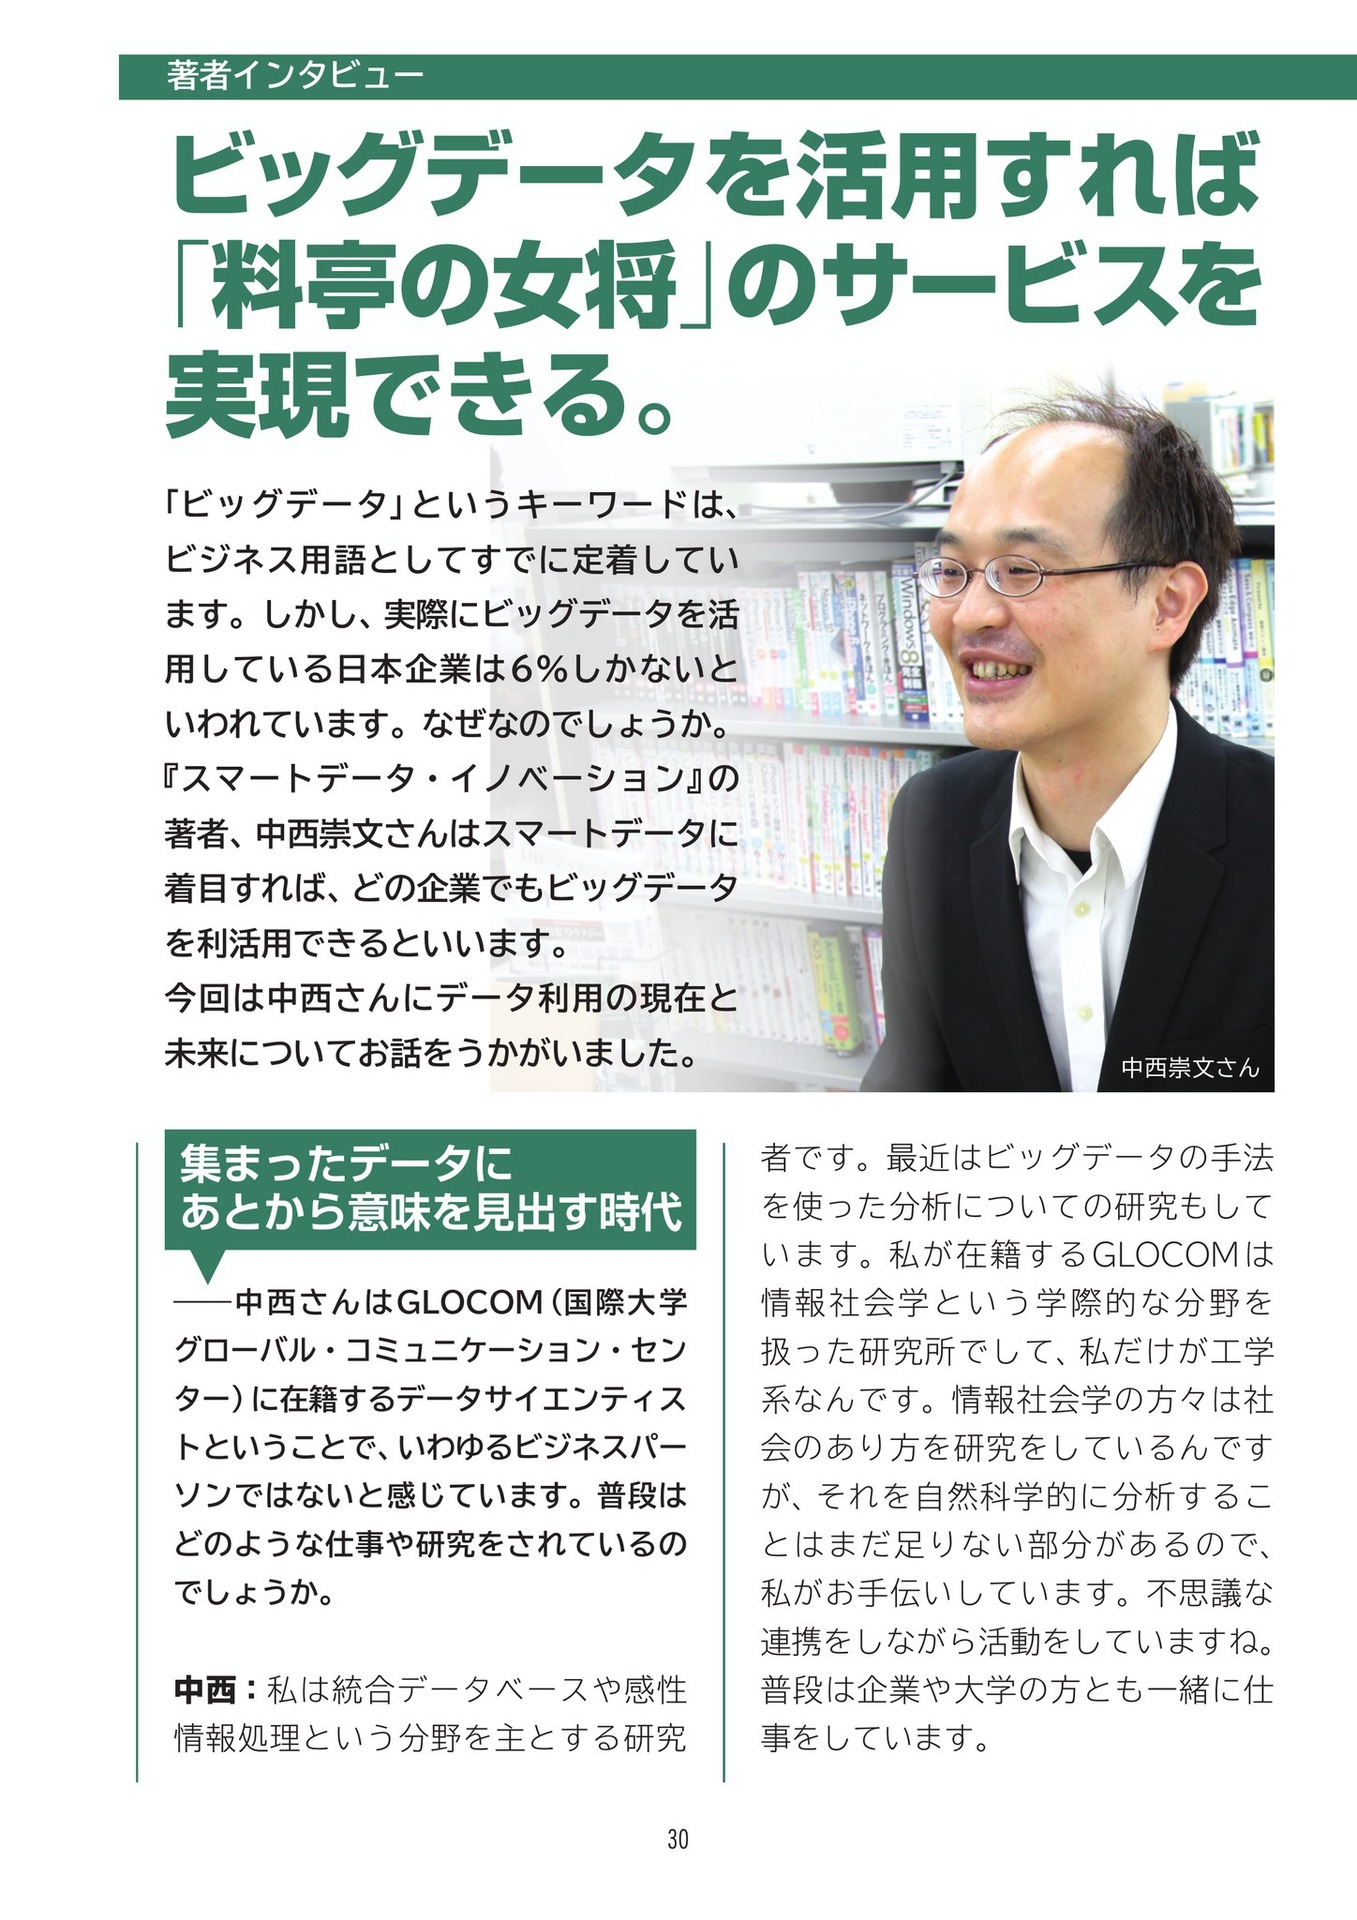 著者インタビュー
ビッグデータを活用すれば
「料亭の女将」のサービスを
実現できる。
「ビッグデータ」というキーワードは、
ビジネス用語としてすでに定着してい
ます。しかし、実際にビッグデータを活
用している日本企業は6%しかないと
いわれています。なぜなのでしょうか。
『スマートデータ・イノベーション』の
著者、中西崇文さんはスマートデータに
着目すれば、どの企業でもビッグデータ
を利活用できるといいます。
今回は中西さんにデータ利用の現在と
未来についてお話をうかがいました。
Windows8
中西崇文さん
集まったデータに
あとから意味を見出す時代
――中西さんはGLOCOM（国際大学
グローバル・コミュニケーション・セン
ター）に在籍するデータサイエンティス
トということで、いわゆるビジネスパー
ソンではないと感じています。普段は
どのような仕事や研究をされているの
でしょうか。
中西：私は統合データベースや感性
情報処理という分野を主とする研究
者です。最近はビッグデータの手法
を使った分析についての研究もして
います。私が在籍するGLOCOMは
情報社会学という学際的な分野を
扱った研究所でして、私だけが工学
系なんです。情報社会学の方々は社
会のあり方を研究をしているんです
が、それを自然科学的に分析するこ
とはまだ足りない部分があるので、
私がお手伝いしています。不思議な
連携をしながら活動をしていますね。
普段は企業や大学の方とも一緒に仕
事をしています。
30